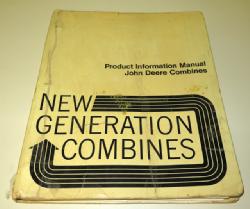 Product Information Manual
John Deere Combines
NEW
GENERATION
COMBINES